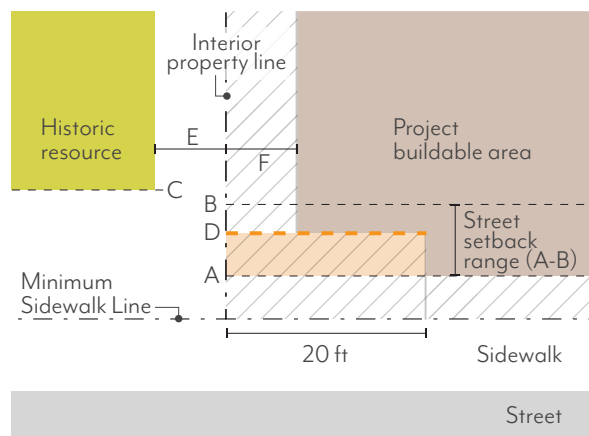 Interior
property line
Historic
resource
Project
buildable area
E
F
C
B
D
A
Street
setback
range (A-B)
Minimum
Sidewalk Line
20 ft
Sidewalk
Street